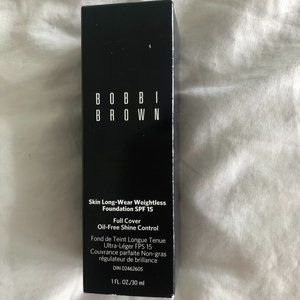 BOBBI
BROWN
Skin Long-Wear Weightless
Foundation SPF 15
Full Cover
Oil-Free Shine Control
Fond de Teint Longue Tenue
Ultra-Léger FPS 15
Couvrance parfaite Non-gras
régulateur de brillance
DIN 02462605
1 FL. OZ./30 ml